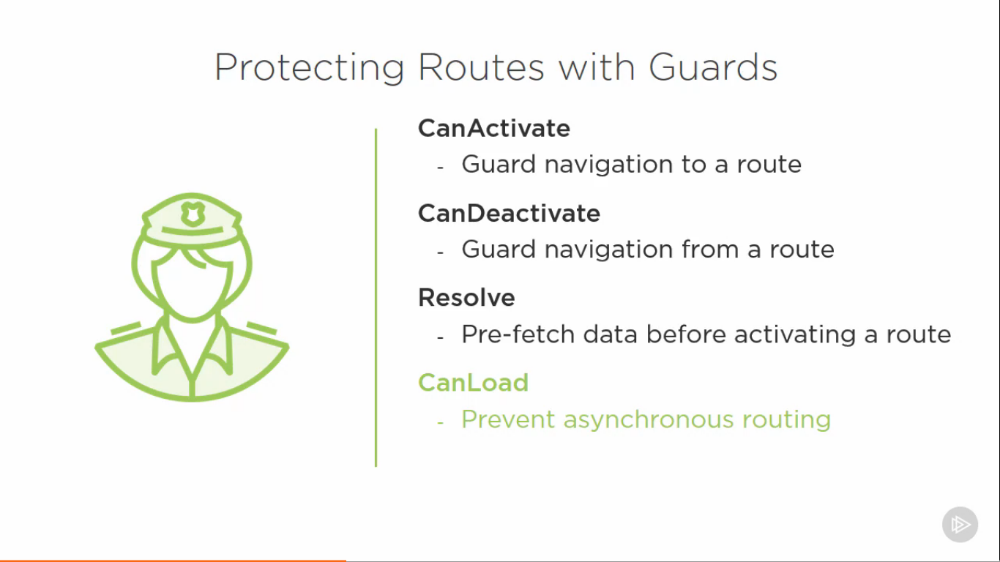 Protecting Routes with Guards
CanActivate
- Guard navigation to a route
CanDeactivate
- Guard navigation from a route
Resolve
- Pre-fetch data before activating a route
CanLoad
- Prevent asynchronous routing